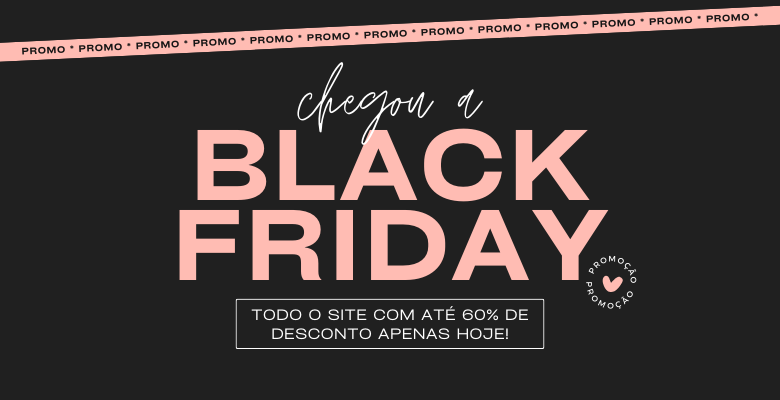 PROMO * PROMO * PROMO * PROMO * PROMO * PROMO * PROMO * PROMO * PROMO * PROMO * PROMO * PROMO * PROMO *
chegou a
BLACK
FRIDAY
PROMOÇÃO
PROMOÇÃO
TODO O SITE COM ATÉ 60% DE
DESCONTO APENAS HOJE!